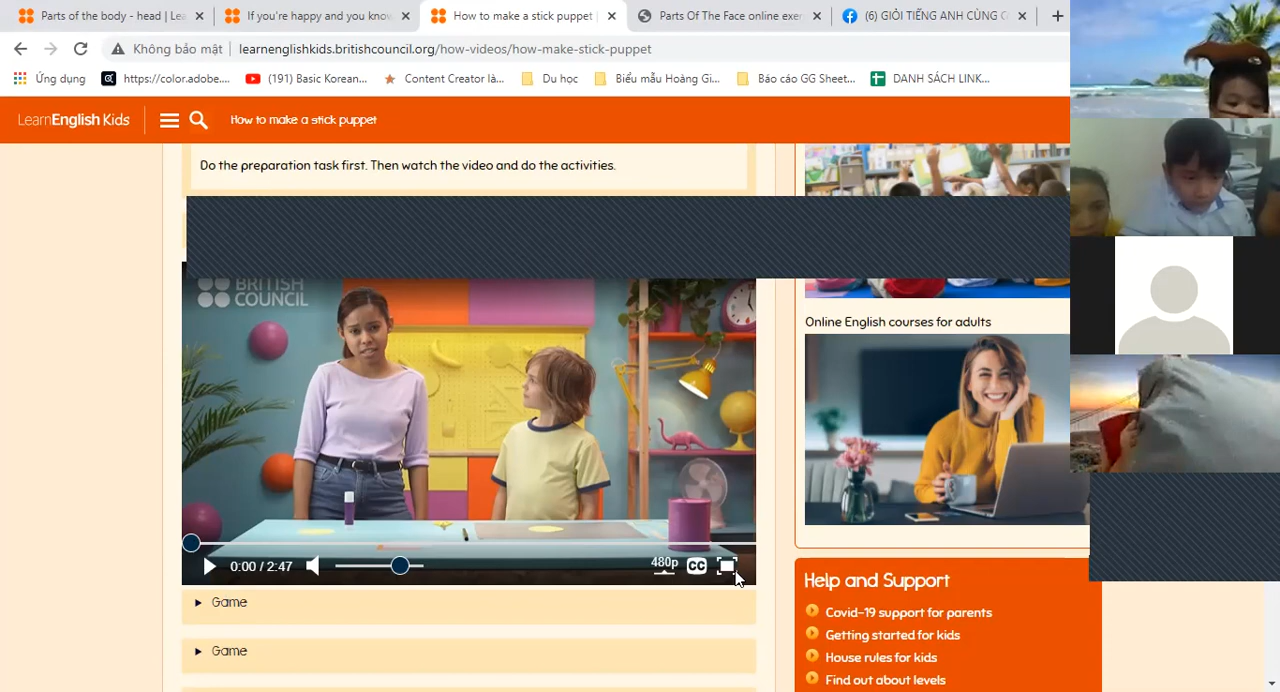 Parts of the body - head | Lea
If you're happy and you know
How to make a stick puppet |
Parts Of The Face online exer
(6) GIỎI TIẾNG ANH CÙNG C
Không bảo mật
learnenglishkids.britishcouncil.org/how-videos/how-make-stick-puppet
Ứng dụng
https://color.adobe....
(191) Basic Korean...
Content Creator là...
Du học
Biểu mẫu Hoàng Gi...
Báo cáo GG Sheet...
DANH SÁCH LINK...
LearnEnglish Kids
How to make a stick puppet
Do the preparation task first. Then watch the video and do the activities.
BRITISH
COUNCIL
Online English courses for adults
0:00 / 2:47
480p
CC
Game
Game
Help and Support
Covid-19 support for parents
Getting started for kids
House rules for kids
Find out about levels